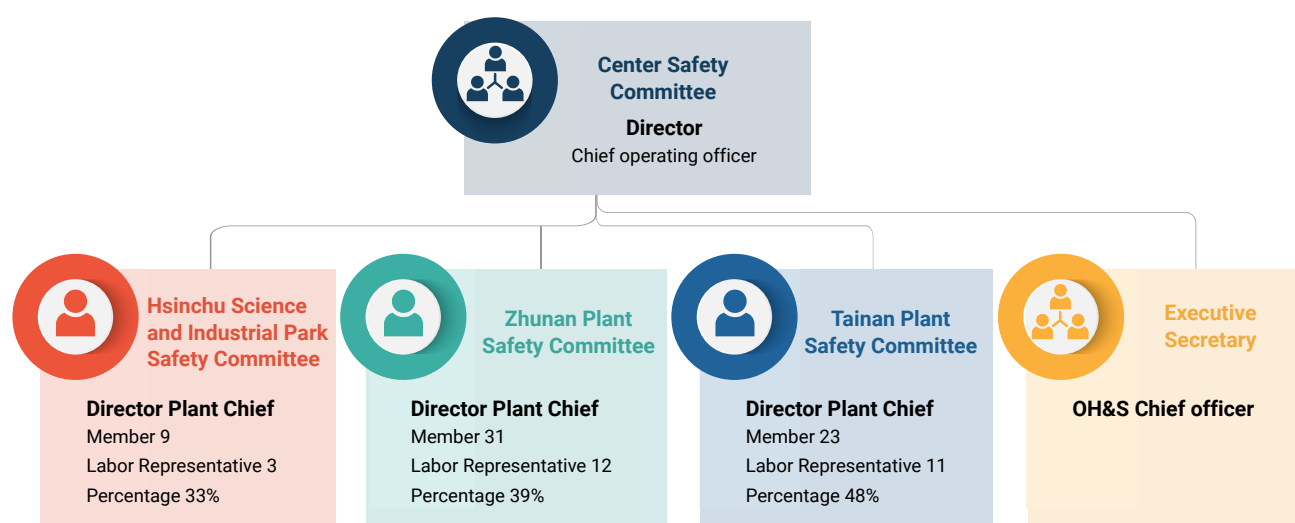 Center Safety
Committee
Director
Chief operating officer
Hsinchu Science
and Industrial Park
Safety Committee
Director Plant Chief
Member 9
Labor Representative 3
Percentage 33%
Zhunan Plant
Safety Committee
Director Plant Chief
Member 31
Labor Representative 12
Percentage 39%
Tainan Plant
Safety Committee
Director Plant Chief
Member 23
Labor Representative 11
Percentage 48%
Executive
Secretary
OH&S Chief officer